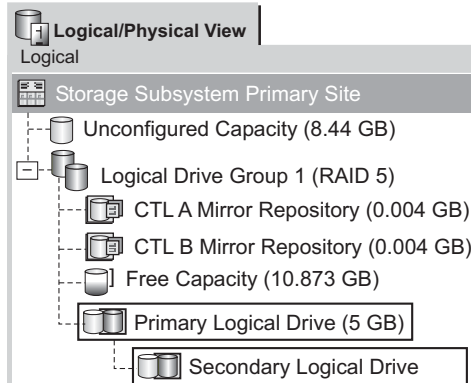 Logical/Physical View
Logical
Storage Subsystem Primary Site
Unconfigured Capacity (8.44 GB)
Logical Drive Group 1 (RAID 5)
CTL A Mirror Repository (0.004 GB)
CTL B Mirror Repository (0.004 GB)
Free Capacity (10.873 GB)
Primary Logical Drive (5 GB)
Secondary Logical Drive